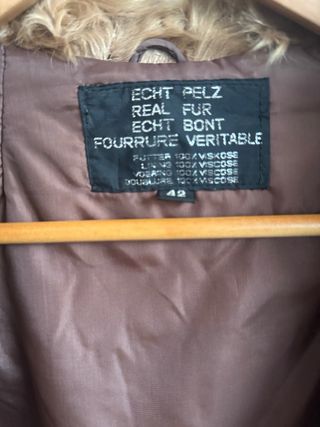 ECHT PELZ
REAL FUR
ECHT BONT
FOURRURE VERITABLE
FUTTER 100% VISKOSE
LINING 100% VISCOSE
VOERING 100% VISCOSE
DOUBLURE 100% VISCOSE
42